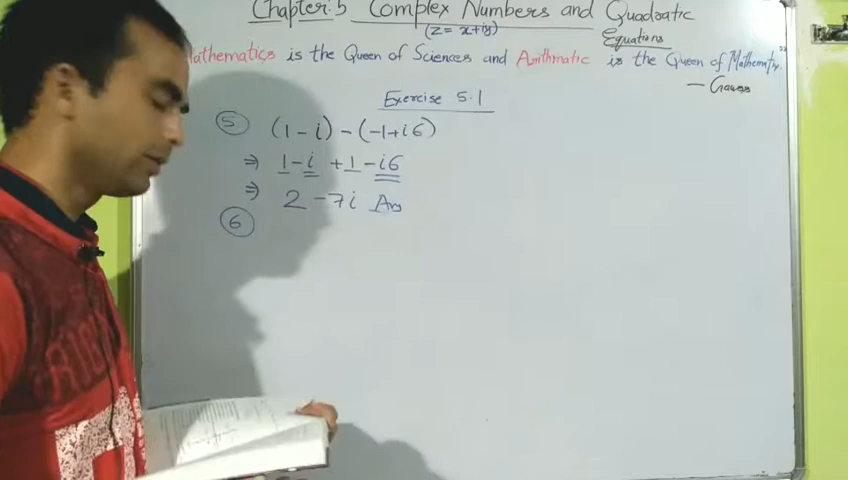 Chapter:5 Complex Numbers and Quadratic
(z = x+iy) Equations
Mathematics is the Queen of Sciences and Arithmatic is the Queen of Mathematics"
— Gauss
Exercise 5.1
5 (1-i) - (-1+i6)
⇒ 1-i +1-i6
⇒ 2-7i Ans
6